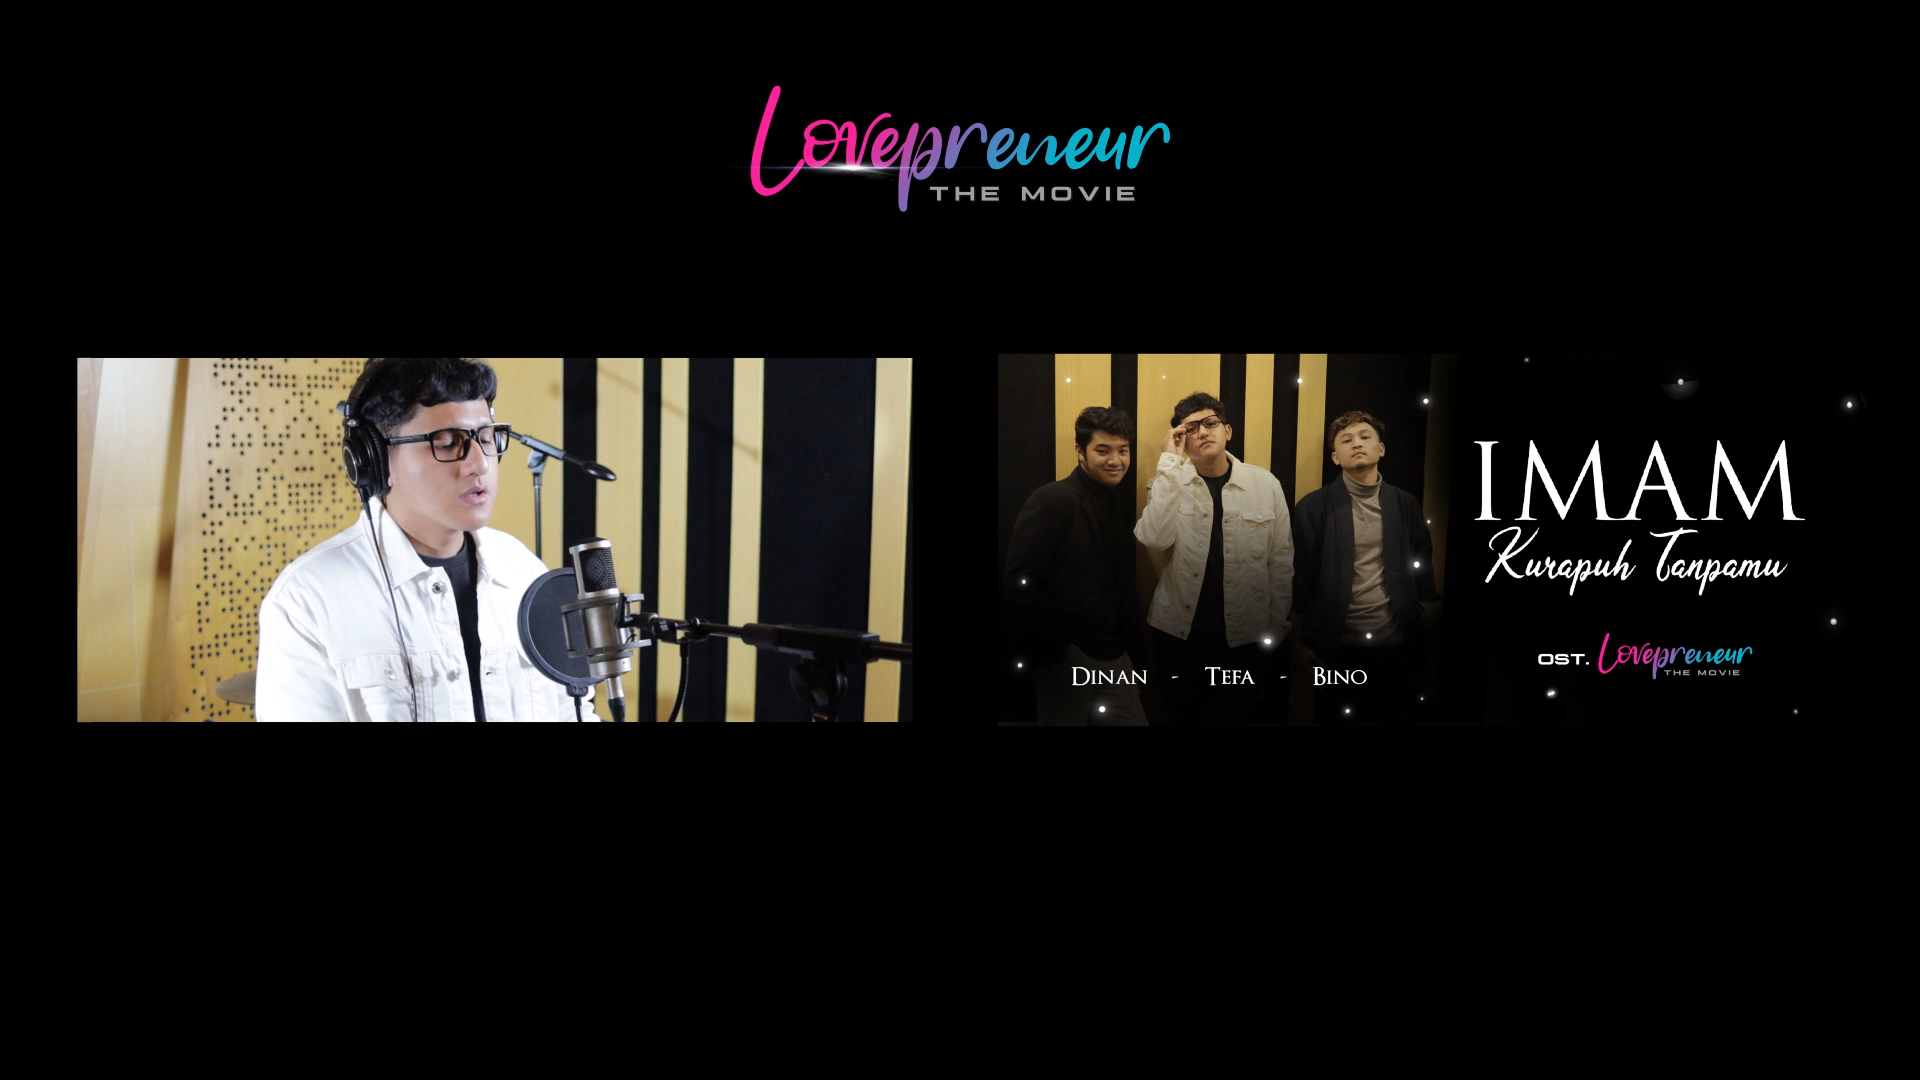 Lovepreneur
THE MOVIE
IMAM
Kurapuh Tanpamu
OST. Lovepreneur
THE MOVIE
DINAN - TEFA - BINO